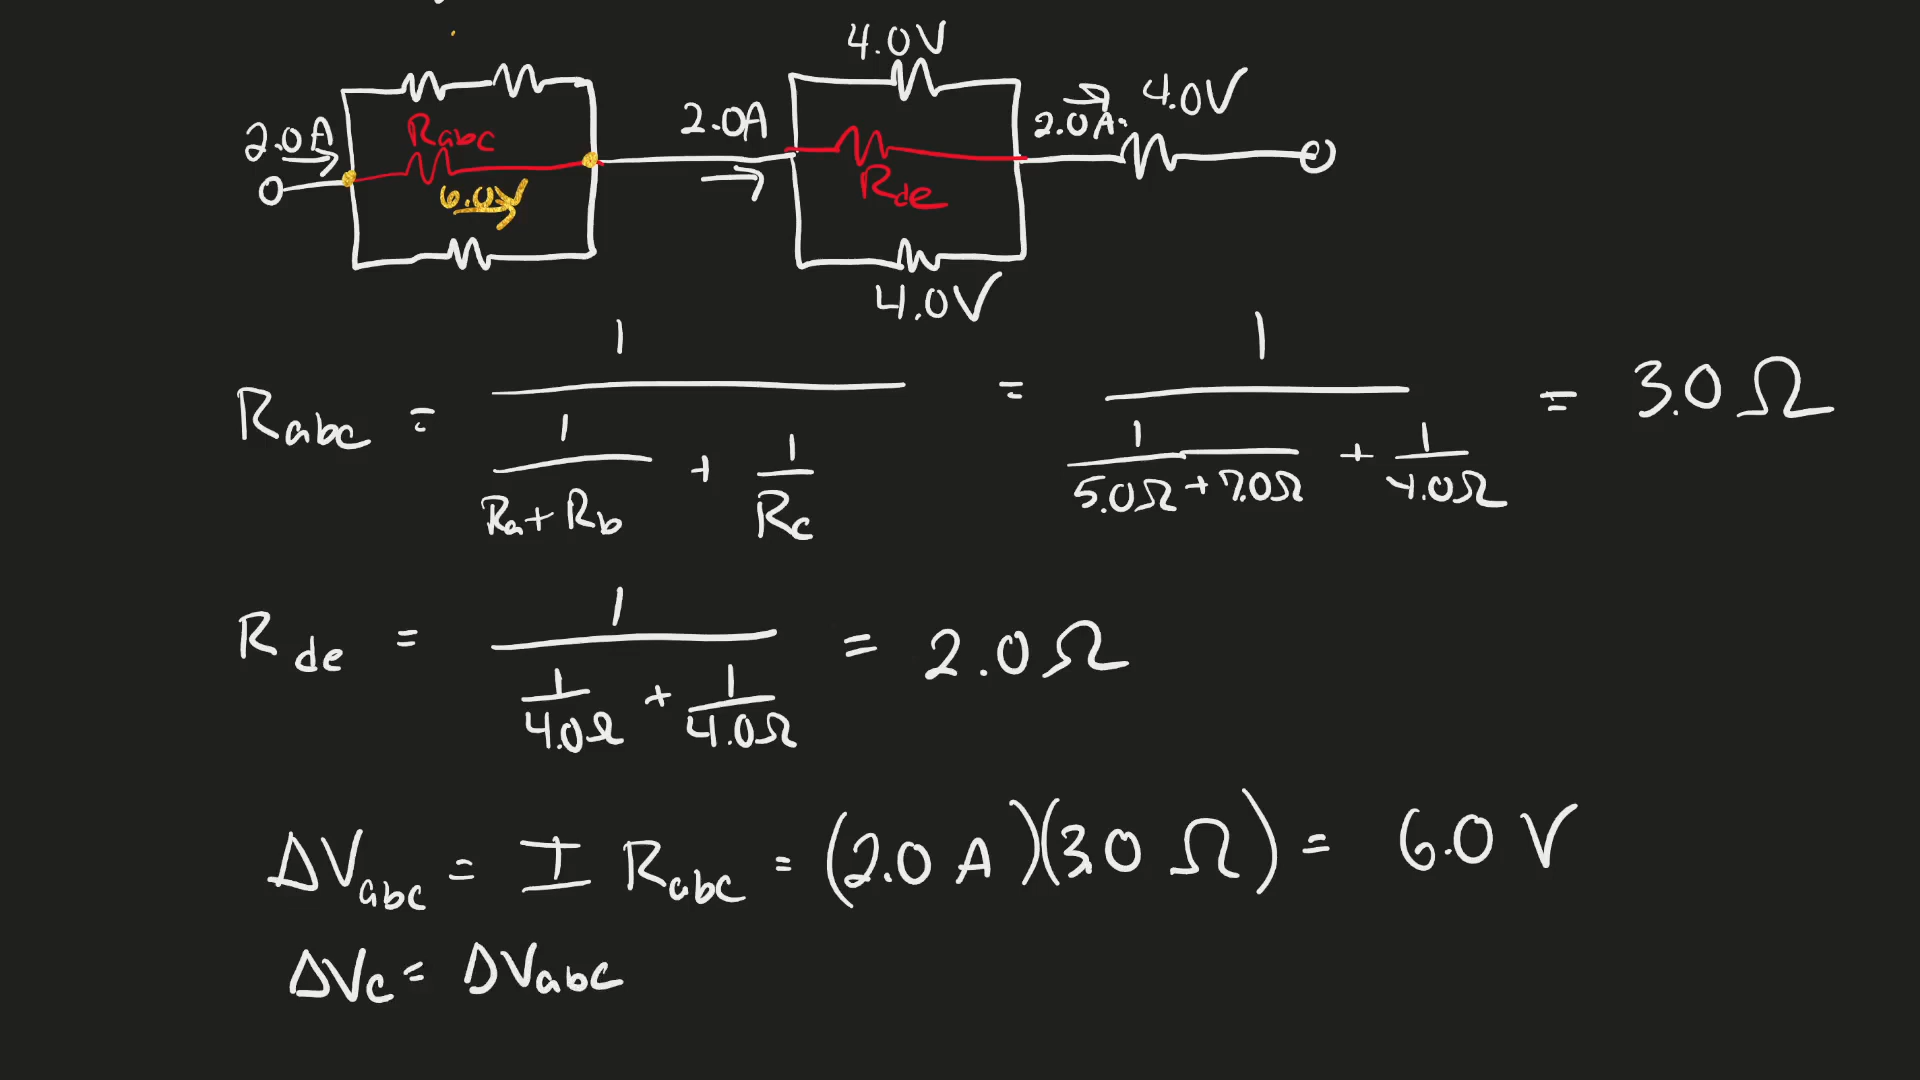 4.0V
2.0A Rabc 2.0A 2.0A 4.0V
6.0V Rde
4.0V
Rabc = 1 / (1/(Ra + Rb) + 1/Rc) = 1 / (1/(5.0Ω + 7.0Ω) + 1/4.0Ω) = 3.0 Ω
Rde = 1 / (1/4.0Ω + 1/4.0Ω) = 2.0 Ω
ΔVabc = I Rabc = (2.0 A)(3.0 Ω) = 6.0 V
ΔVc = ΔVabc